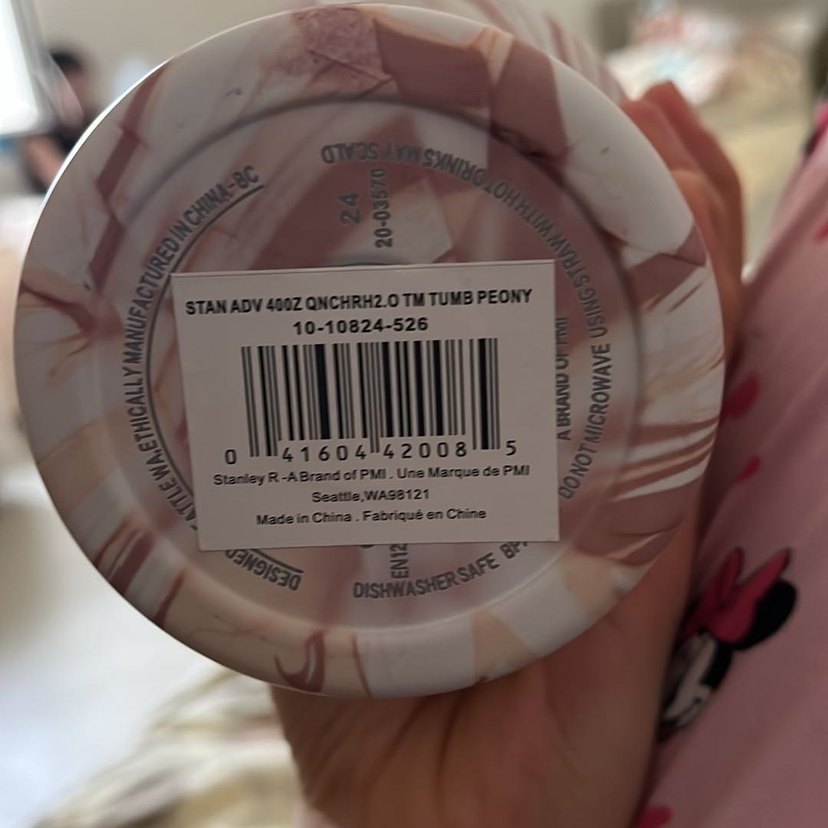 STAN ADV 40OZ QNCHRH2.O TM TUMB PEONY
10-10824-526
0 41604 42008 5
Stanley R -A Brand of PMI . Une Marque de PMI
Seattle,WA98121
Made in China . Fabriqué en Chine
ETHICALLY MANUFACTURED IN CHINA-BC
24
20-03570
DO NOT MICROWAVE USING STRAW WITH HOT DRINKS MAY SCALD
A BRAND OF PMI
DESIGNED
EN12
DISHWASHER SAFE